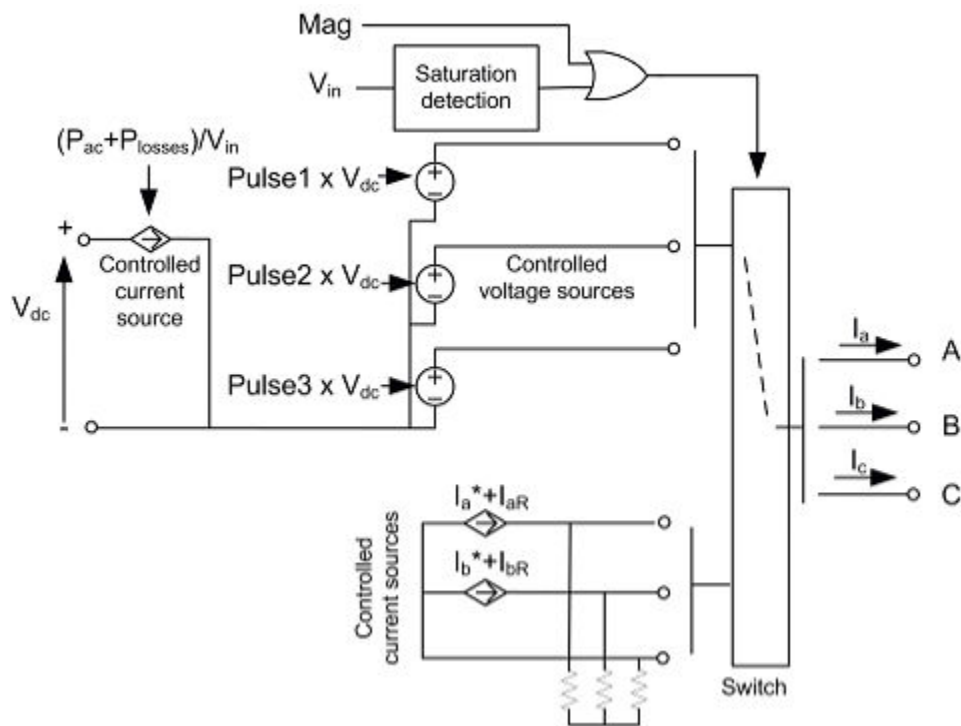 Mag
V_in
Saturation
detection
(P_ac+P_losses)/V_in
Pulse1 x V_dc
+
−
+
Controlled
current
source
V_dc
-
Pulse2 x V_dc
+
−
Controlled
voltage sources
Pulse3 x V_dc
+
−
I_a
A
I_b
B
I_c
C
Controlled
current sources
I_a*+I_aR
I_b*+I_bR
Switch